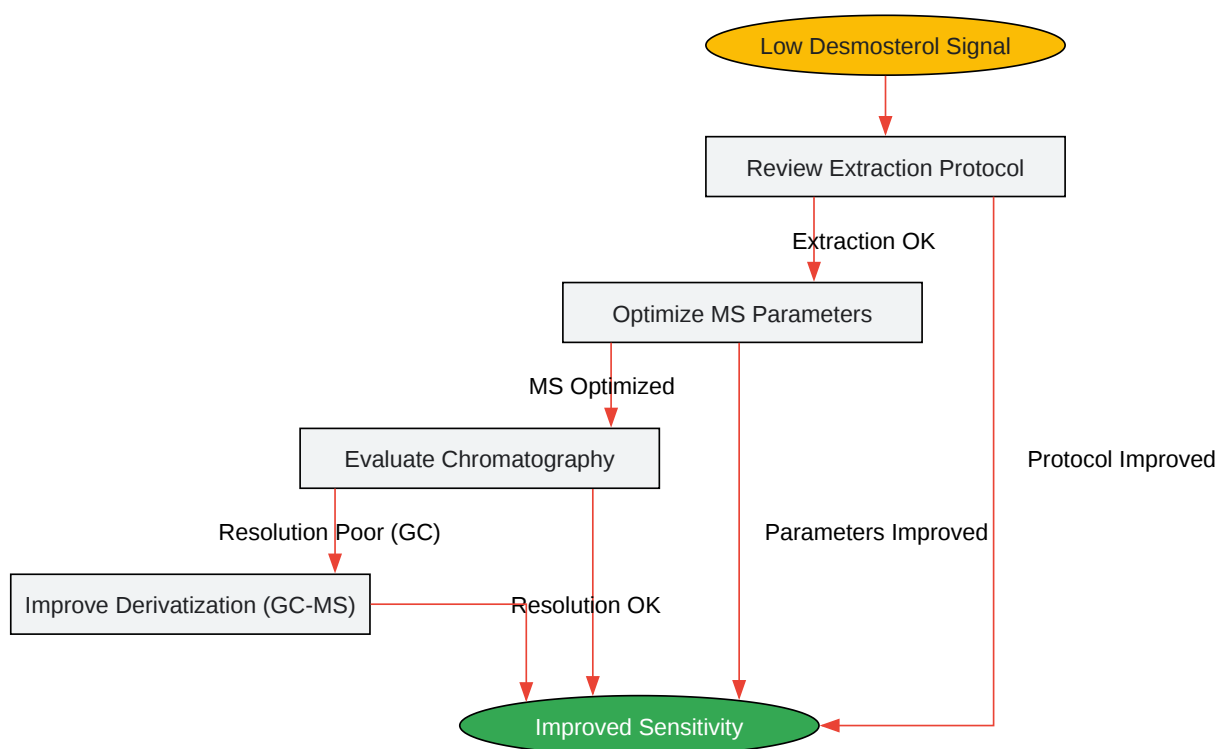 Low Desmosterol Signal
Review Extraction Protocol
Extraction OK
Optimize MS Parameters
MS Optimized
Evaluate Chromatography
Protocol Improved
Resolution Poor (GC)
Parameters Improved
Improve Derivatization (GC-MS)
Resolution OK
Improved Sensitivity